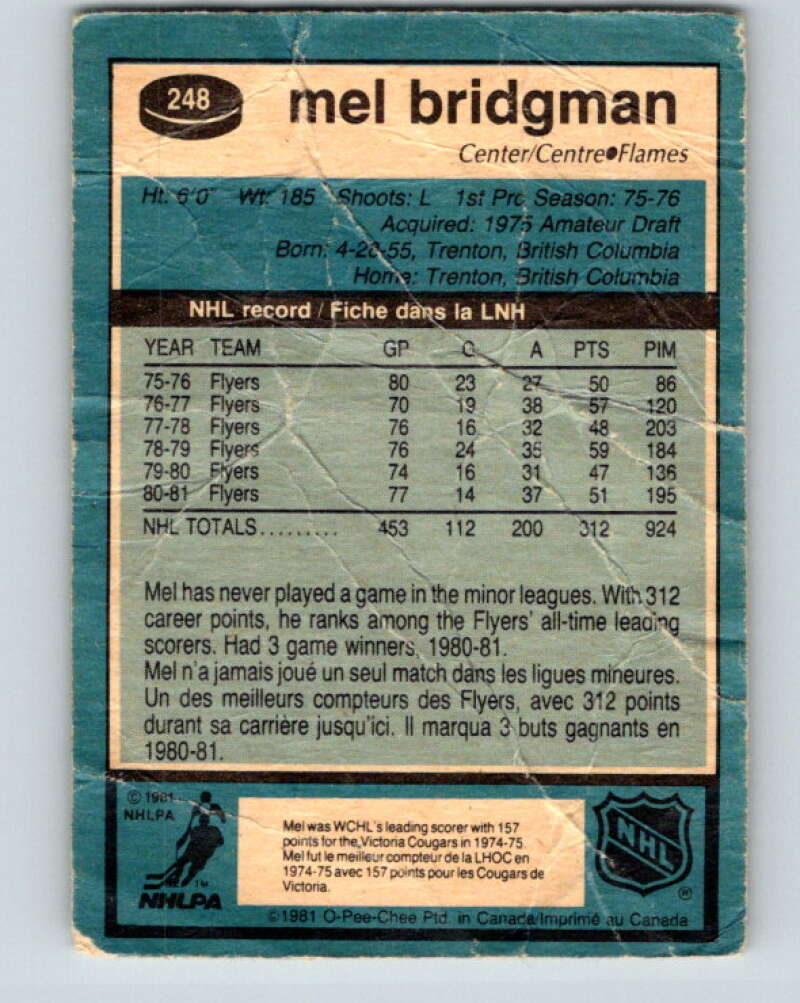 248
mel bridgman
Center/Centre●Flames
Ht: 6'0" Wt: 185 Shoots: L 1st Pro Season: 75-76
Acquired: 1975 Amateur Draft
Born: 4-28-55, Trenton, British Columbia
Home: Trenton, British Columbia
NHL record / Fiche dans la LNH
YEAR TEAM GP G A PTS PIM
75-76 Flyers 80 23 27 50 86
76-77 Flyers 70 19 38 57 120
77-78 Flyers 76 16 32 48 203
78-79 Flyers 76 24 35 59 184
79-80 Flyers 74 16 31 47 136
80-81 Flyers 77 14 37 51 195
NHL TOTALS......... 453 112 200 312 924
Mel has never played a game in the minor leagues. With 312
career points, he ranks among the Flyers' all-time leading
scorers. Had 3 game winners, 1980-81.
Mel n'a jamais joué un seul match dans les ligues mineures.
Un des meilleurs compteurs des Flyers, avec 312 points
durant sa carrière jusqu'ici. Il marqua 3 buts gagnants en
1980-81.
© 1981
NHLPA
TM
NHLPA
Mel was WCHL's leading scorer with 157
points for the Victoria Cougars in 1974-75.
Mel fut le meilleur compteur de la LHOC en
1974-75 avec 157 points pour les Cougars de
Victoria.
NHL
®
©1981 O-Pee-Chee Ptd. in Canada/Imprimé au Canada